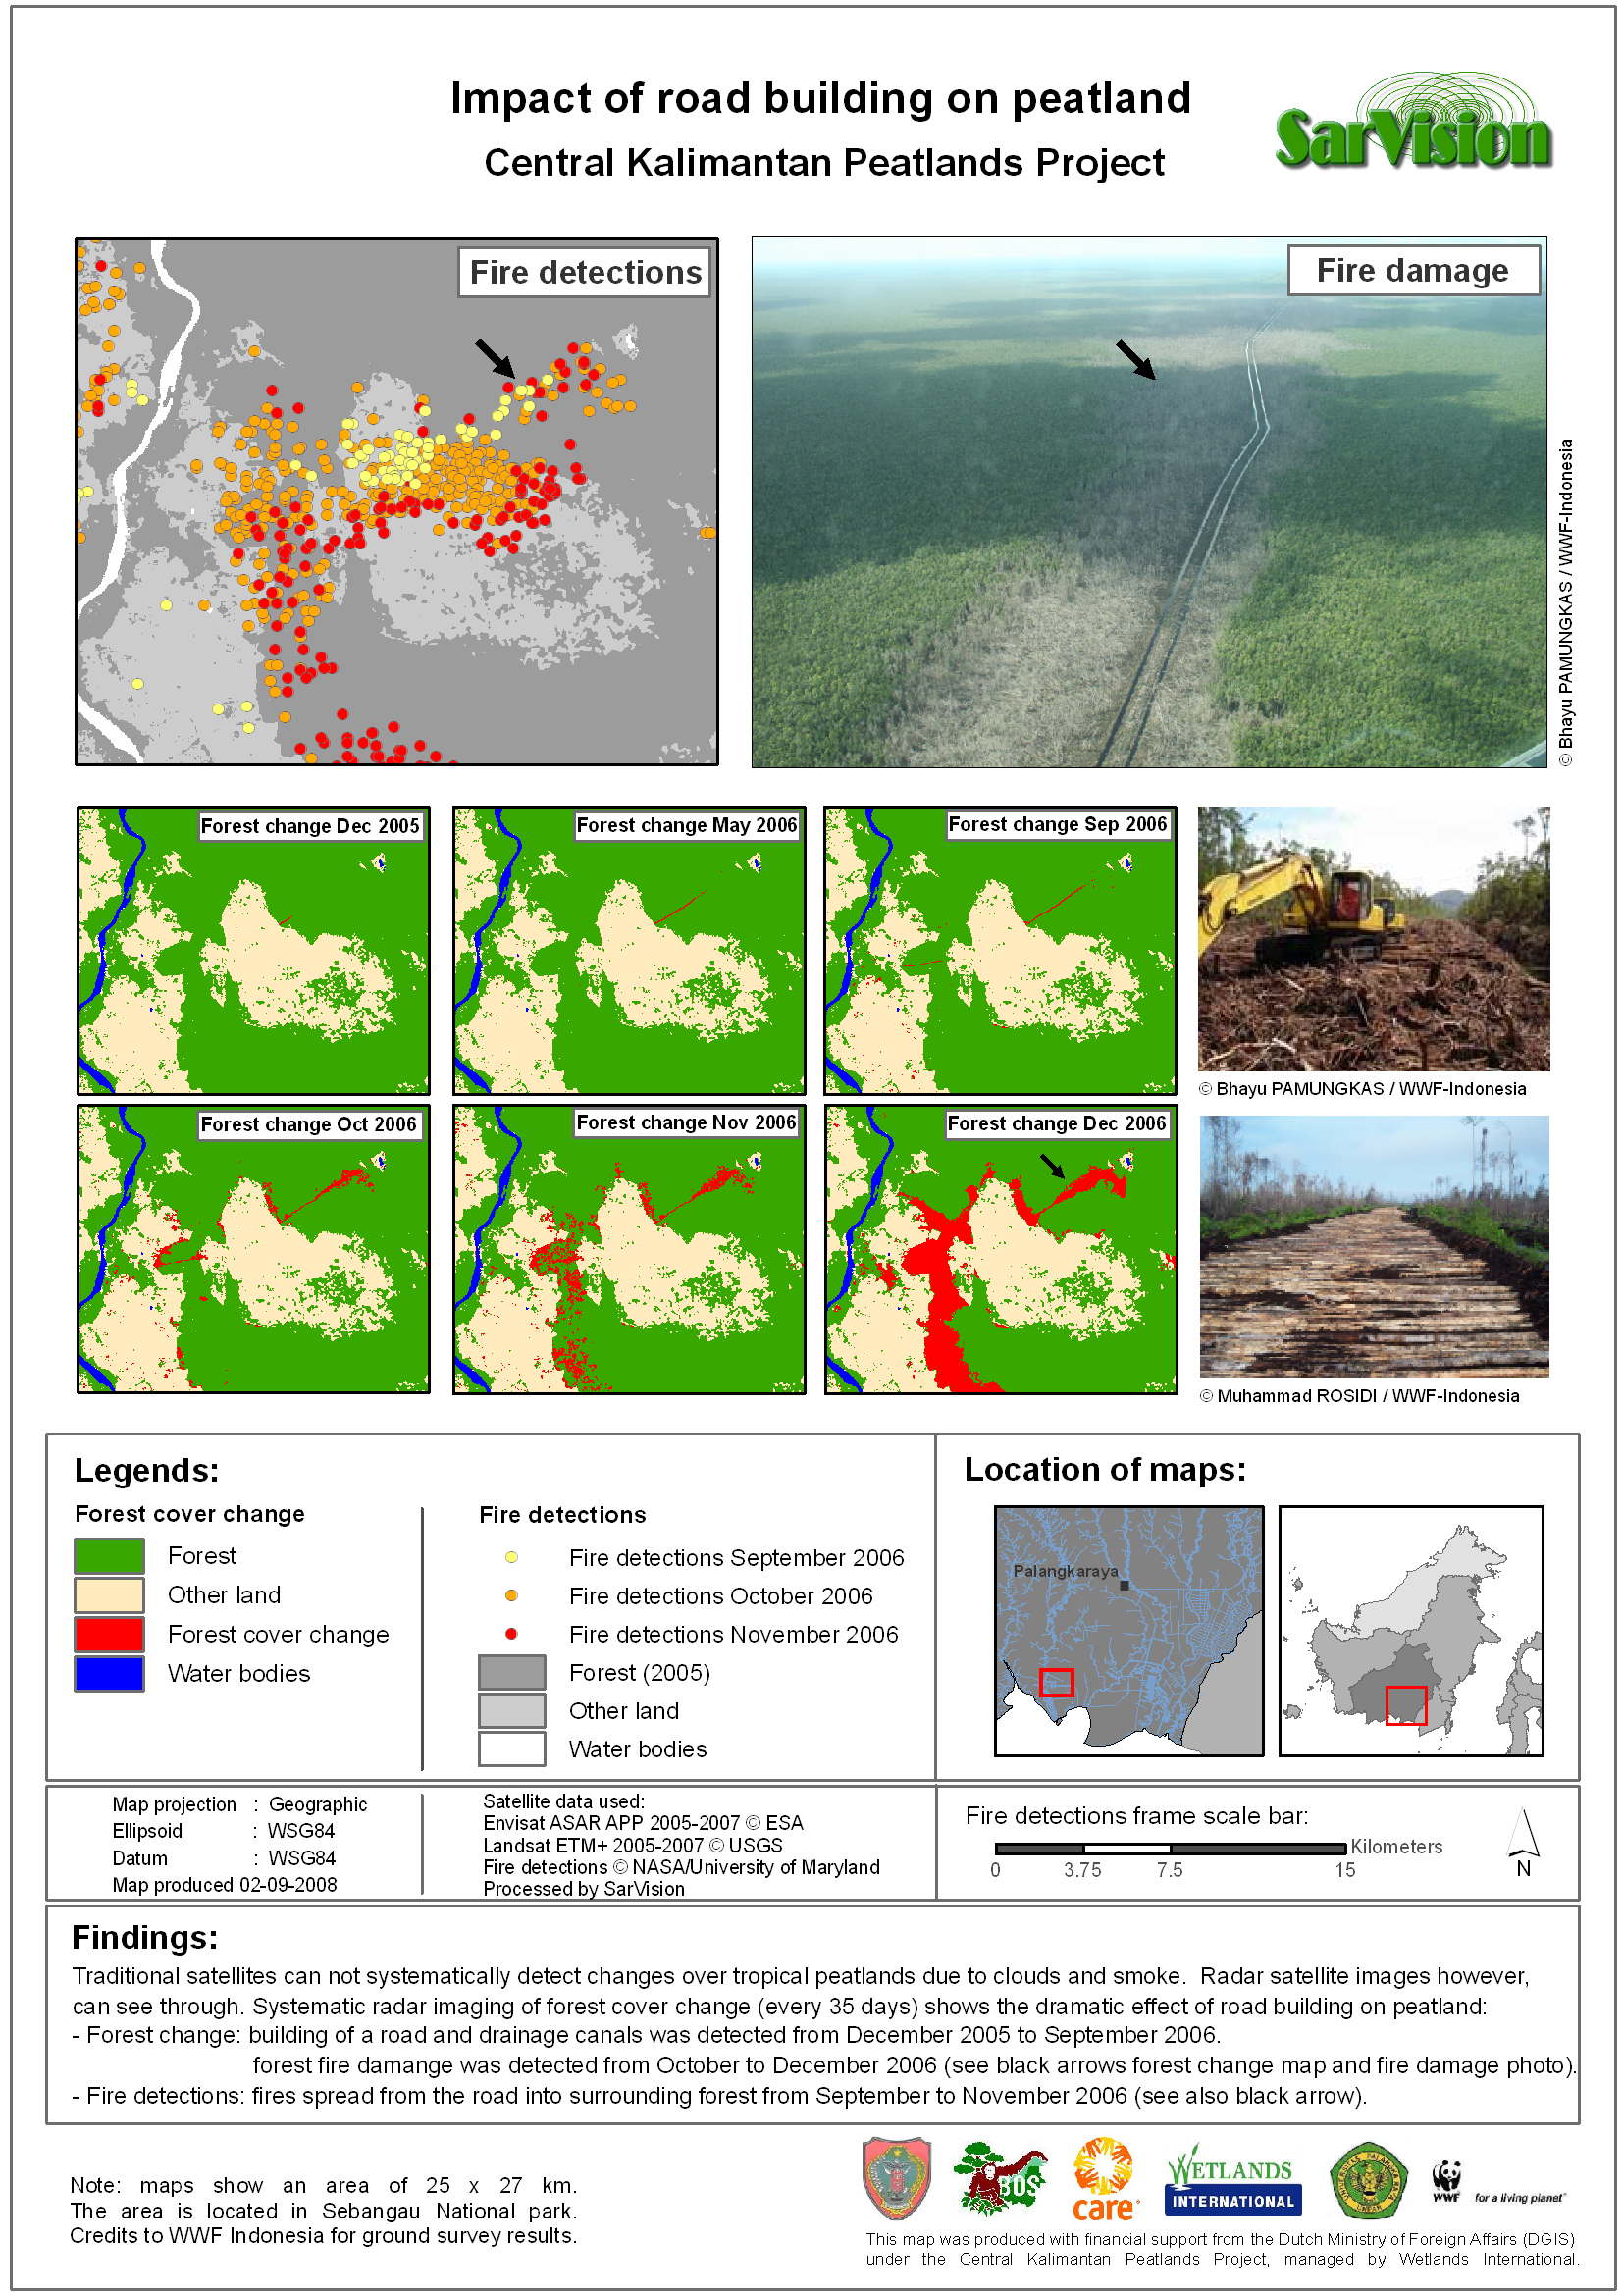 Impact of road building on peatland
Central Kalimantan Peatlands Project
SarVision
Fire detections
Fire damage
© Bhayu PAMUNGKAS / WWF-Indonesia
Forest change Dec 2005
Forest change May 2006
Forest change Sep 2006
© Bhayu PAMUNGKAS / WWF-Indonesia
Forest change Oct 2006
Forest change Nov 2006
Forest change Dec 2006
© Muhammad ROSIDI / WWF-Indonesia
Legends:
Forest cover change
Forest
Other land
Forest cover change
Water bodies
Fire detections
Fire detections September 2006
Fire detections October 2006
Fire detections November 2006
Forest (2005)
Other land
Water bodies
Location of maps:
Palangkaraya
Map projection : Geographic
Ellipsoid : WSG84
Datum : WSG84
Map produced 02-09-2008
Satellite data used:
Envisat ASAR APP 2005-2007 © ESA
Landsat ETM+ 2005-2007 © USGS
Fire detections © NASA/University of Maryland
Processed by SarVision
Fire detections frame scale bar:
Kilometers
0 3.75 7.5 15
N
Findings:
Traditional satellites can not systematically detect changes over tropical peatlands due to clouds and smoke. Radar satellite images however,
can see through. Systematic radar imaging of forest cover change (every 35 days) shows the dramatic effect of road building on peatland:
- Forest change: building of a road and drainage canals was detected from December 2005 to September 2006.
forest fire damange was detected from October to December 2006 (see black arrows forest change map and fire damage photo).
- Fire detections: fires spread from the road into surrounding forest from September to November 2006 (see also black arrow).
Note: maps show an area of 25 x 27 km.
The area is located in Sebangau National park.
Credits to WWF Indonesia for ground survey results.
BOS
care
WETLANDS
INTERNATIONAL
WWF
for a living planet
This map was produced with financial support from the Dutch Ministry of Foreign Affairs (DGIS)
under the Central Kalimantan Peatlands Project, managed by Wetlands International.